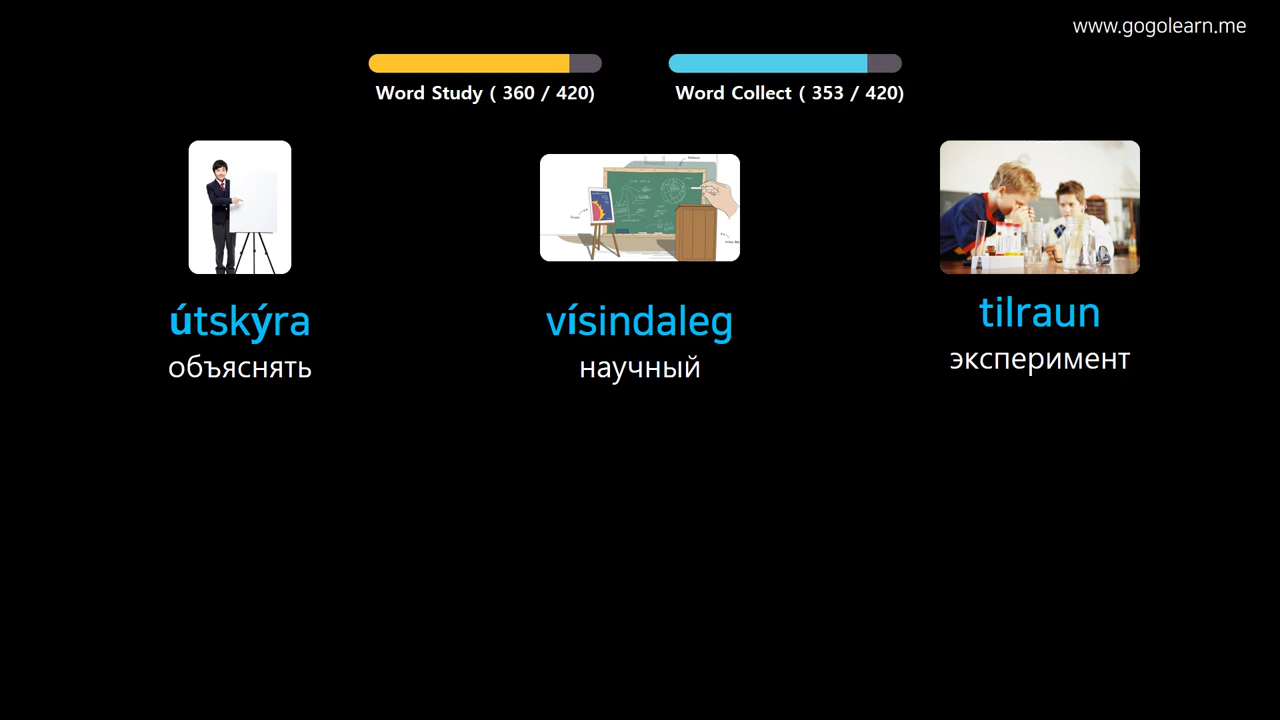 www.gogolearn.me
Word Study ( 360 / 420)
Word Collect ( 353 / 420)
útskýra
объяснять
vísindaleg
научный
tilraun
эксперимент